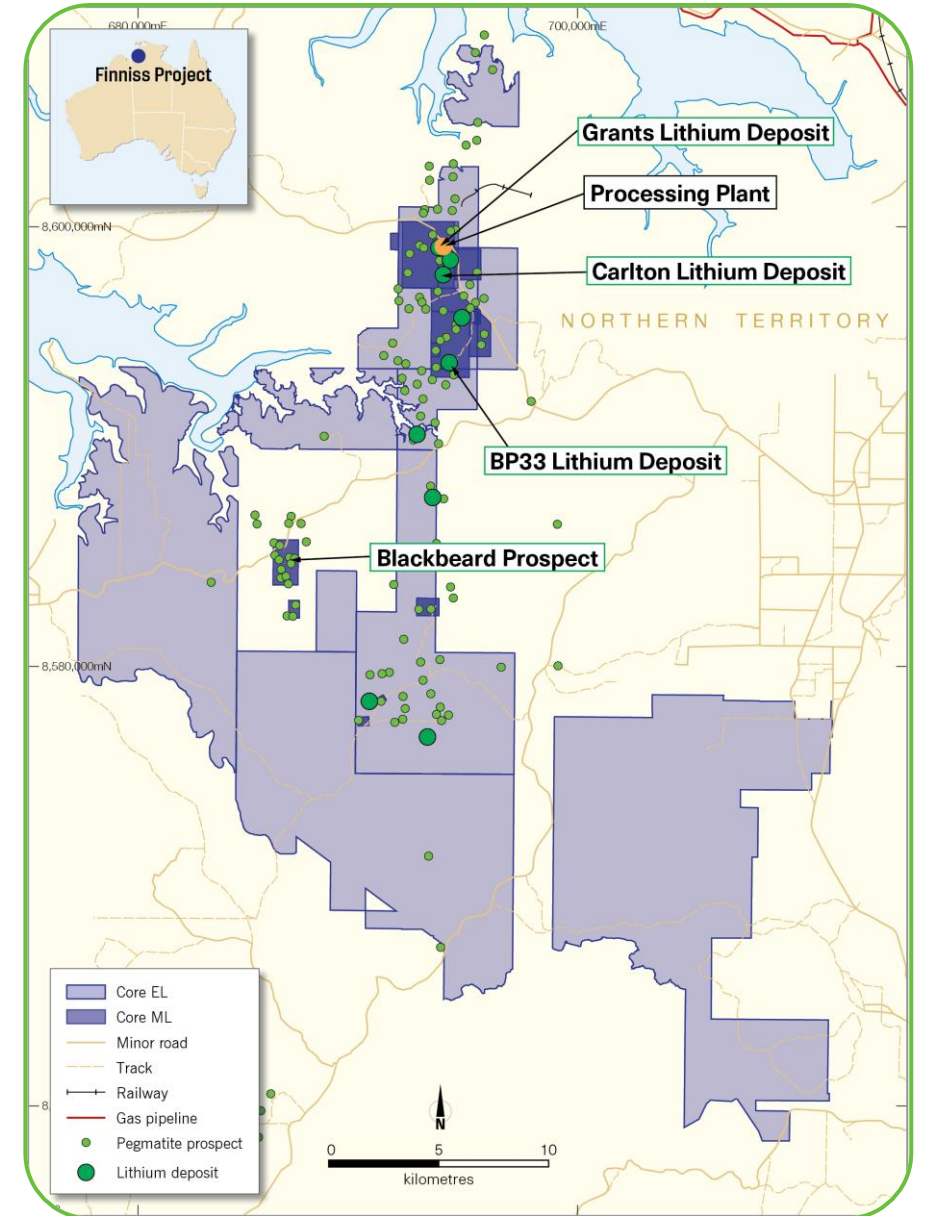 680,000mE
700,000mE
Finniss Project
Grants Lithium Deposit
Processing Plant
8,600,000mN
Carlton Lithium Deposit
NORTHERN TERRITORY
BP33 Lithium Deposit
Blackbeard Prospect
8,580,000mN
Core EL
Core ML
Minor road
Track
Railway
Gas pipeline
Pegmatite prospect
Lithium deposit
8
N
0 5 10
kilometres